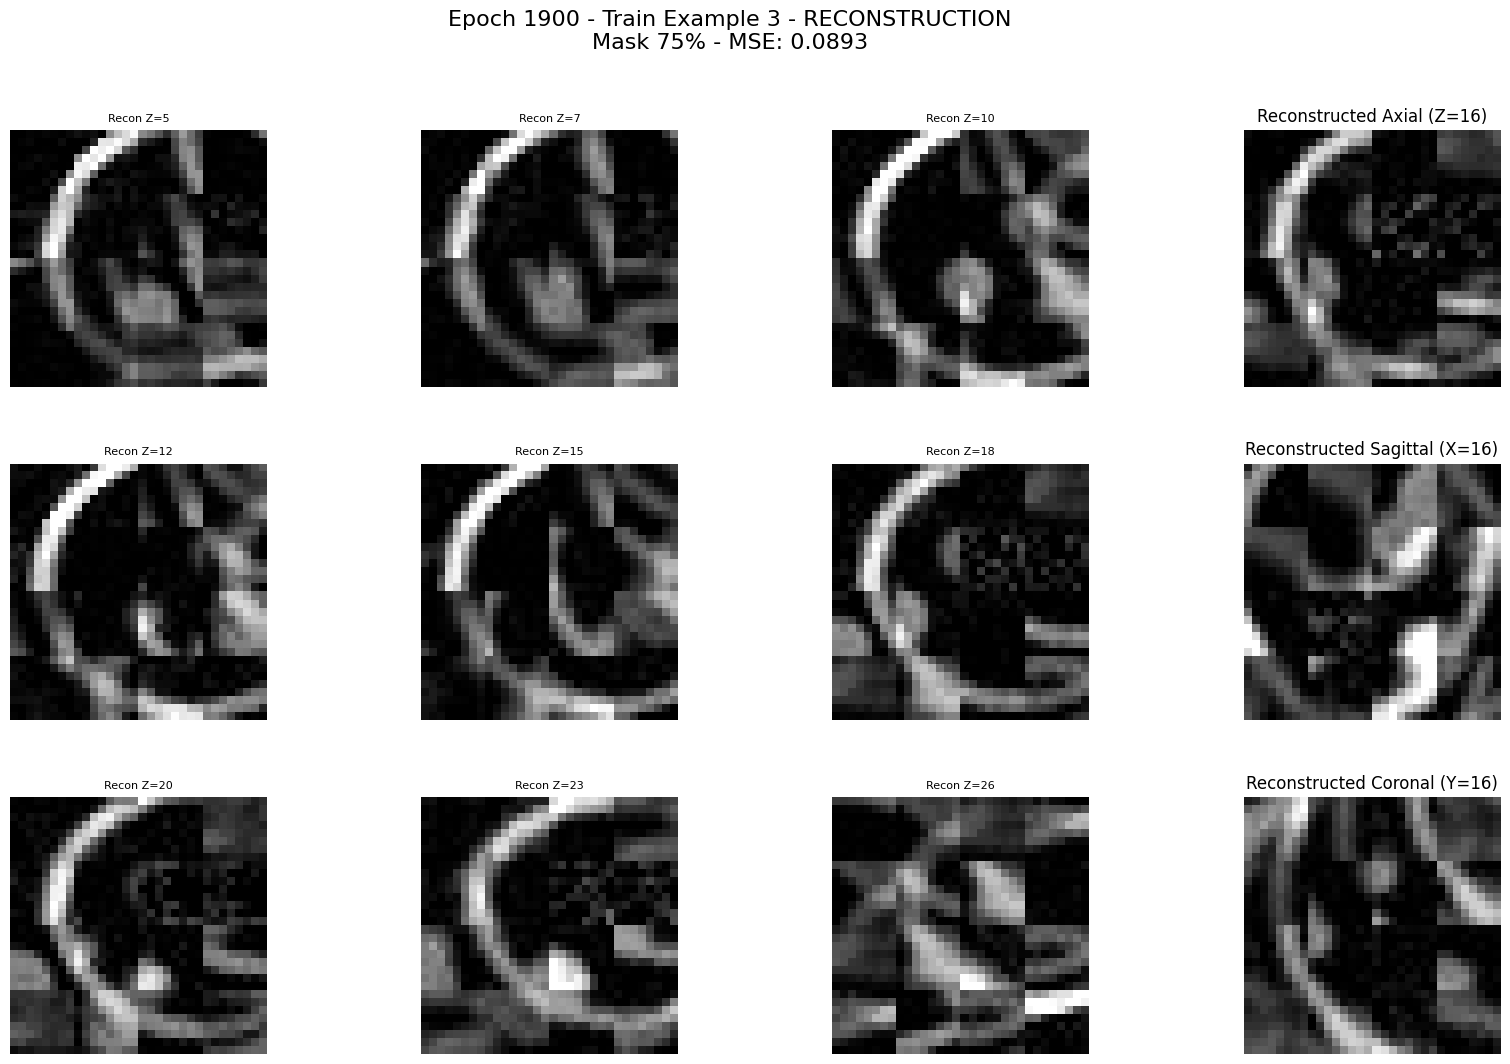 Epoch 1900 - Train Example 3 - RECONSTRUCTION
Mask 75% - MSE: 0.0893
Recon Z=5
Recon Z=7
Recon Z=10
Reconstructed Axial (Z=16)
Recon Z=12
Recon Z=15
Recon Z=18
Reconstructed Sagittal (X=16)
Recon Z=20
Recon Z=23
Recon Z=26
Reconstructed Coronal (Y=16)